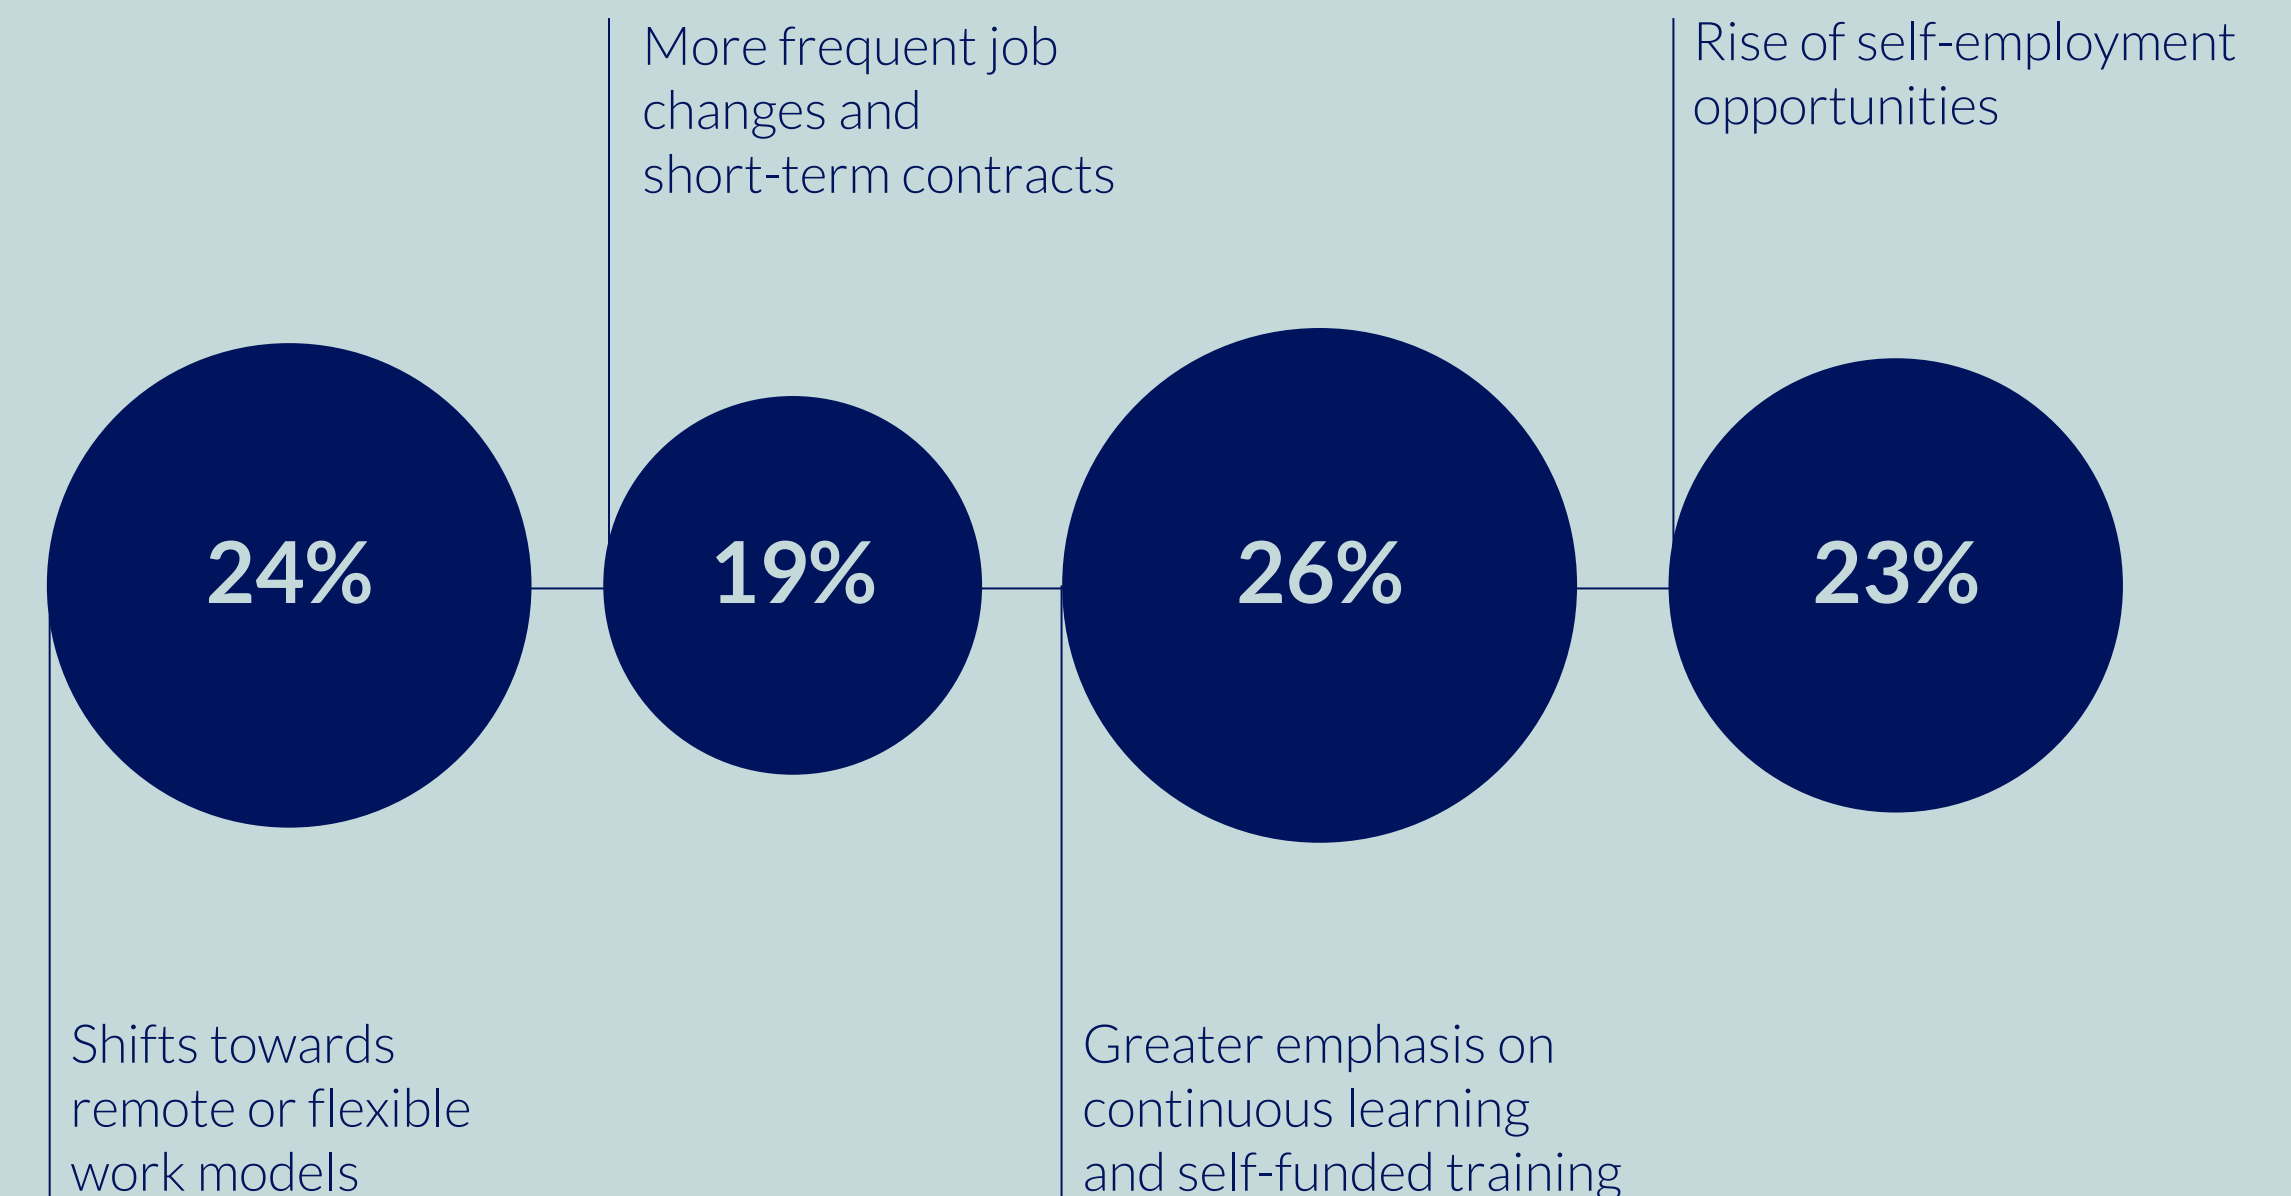 More frequent job
changes and
short-term contracts
Rise of self-employment
opportunities
24%
19%
26%
23%
Shifts towards
remote or flexible
work models
Greater emphasis on
continuous learning
and self-funded training